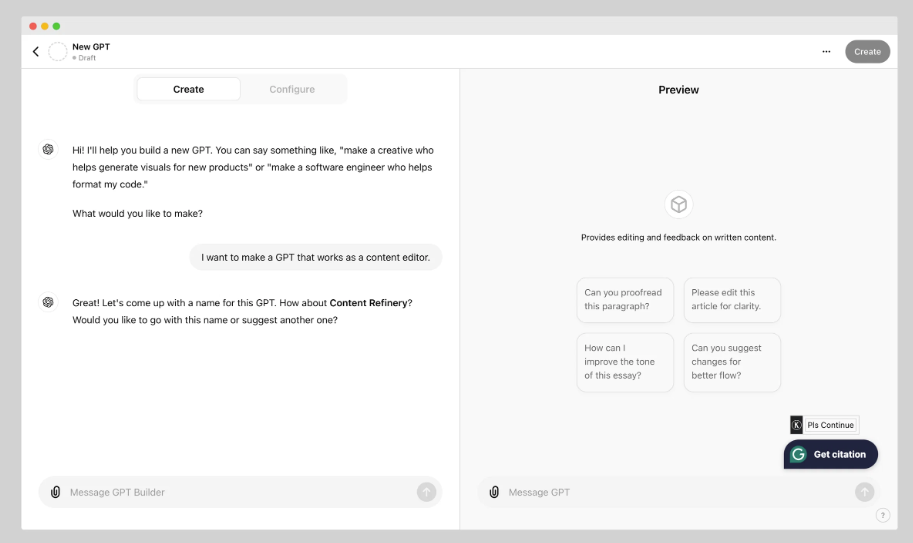 New GPT
Draft
Create
Create
Configure
Hi! I'll help you build a new GPT. You can say something like, "make a creative who
helps generate visuals for new products" or "make a software engineer who helps
format my code."
What would you like to make?
I want to make a GPT that works as a content editor.
Great! Let's come up with a name for this GPT. How about Content Refinery?
Would you like to go with this name or suggest another one?
Message GPT Builder
Preview
Provides editing and feedback on written content.
Can you proofread
this paragraph?
Please edit this
article for clarity.
How can I
improve the tone
of this essay?
Can you suggest
changes for
better flow?
K Pls Continue
G Get citation
Message GPT
?